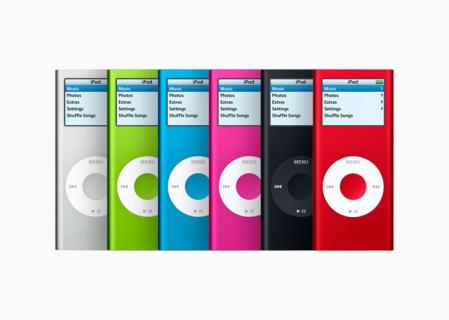 iPod
Music
Photos
Extras
Settings
Shuffle Songs
MENU
iPod
Music
Photos
Extras
Settings
Shuffle Songs
MENU
iPod
Music
Photos
Extras
Settings
Shuffle Songs
MENU
iPod
Music
Photos
Extras
Settings
Shuffle Songs
MENU
iPod
Music
Photos
Extras
Settings
Shuffle Songs
MENU
iPod
Music >
Photos >
Extras >
Settings >
Shuffle Songs
MENU